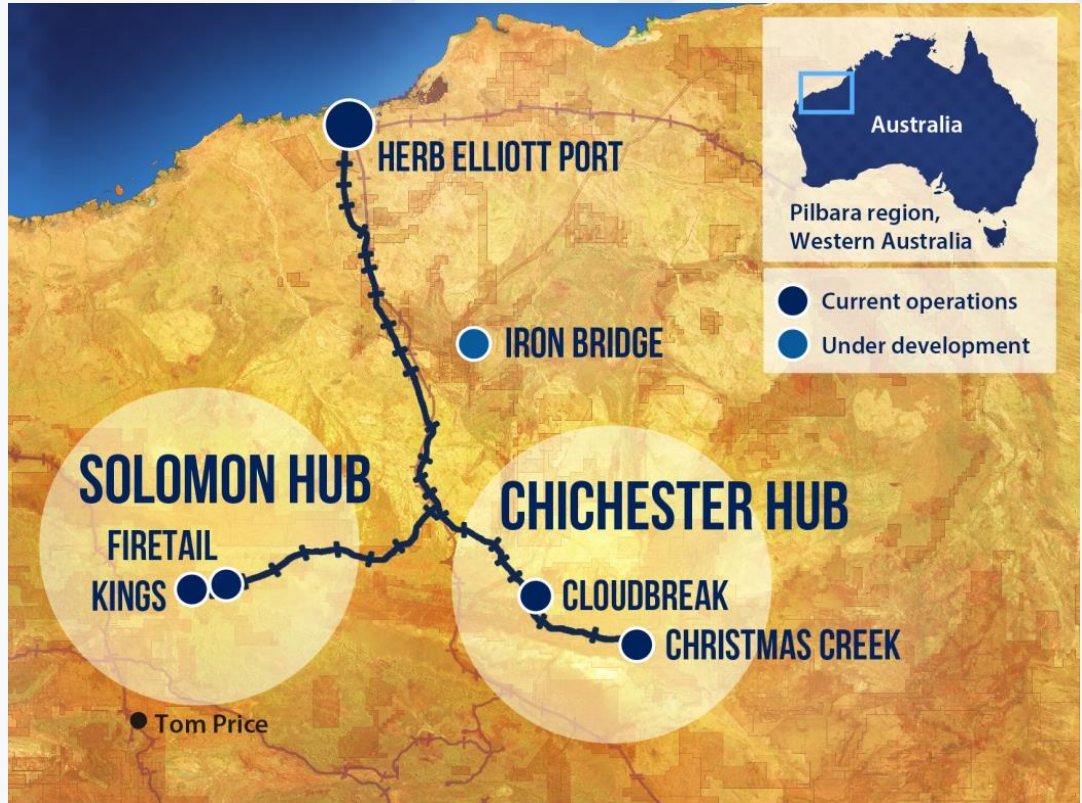 Australia
Pilbara region,
Western Australia
Current operations
Under development
HERB ELLIOTT PORT
IRON BRIDGE
SOLOMON HUB
FIRETAIL
KINGS
CHICHESTER HUB
CLOUDBREAK
CHRISTMAS CREEK
Tom Price